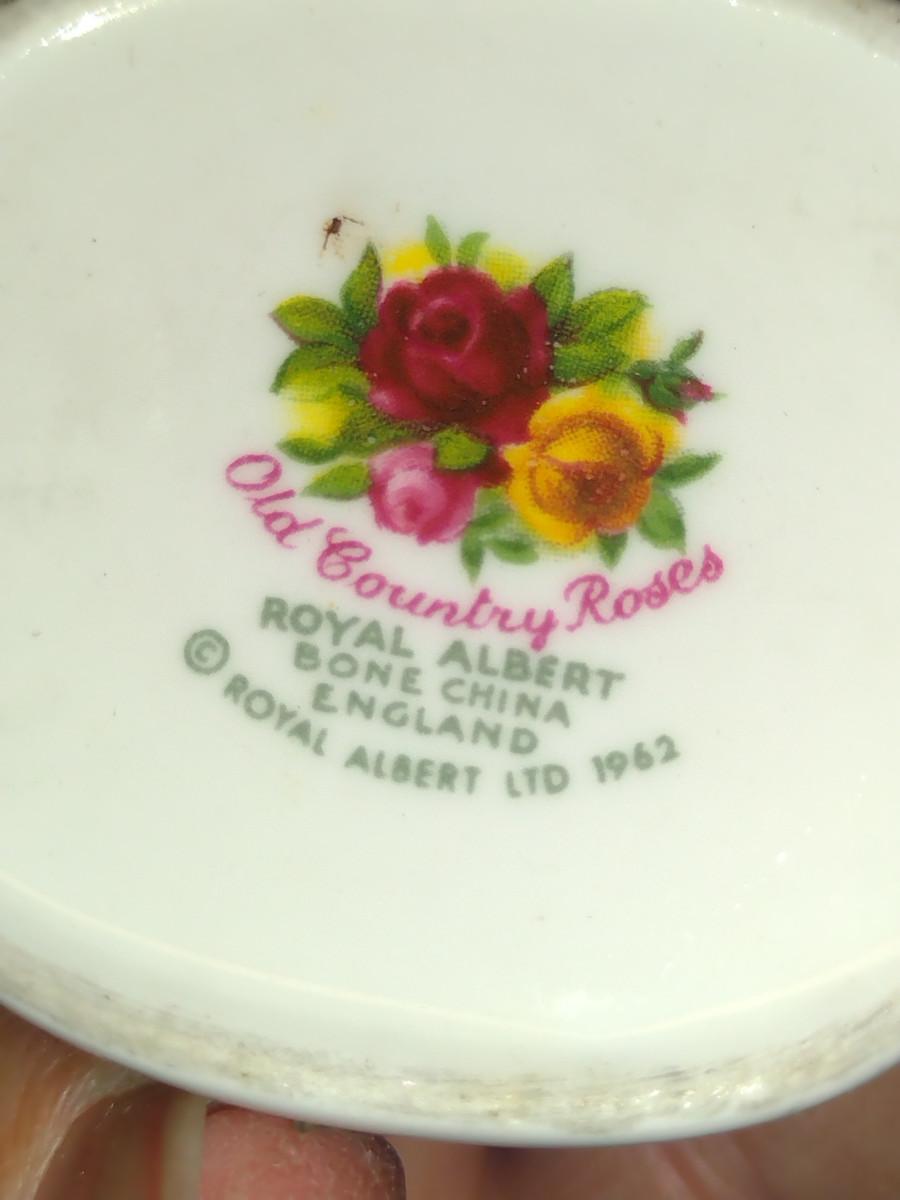 Old Country Roses
ROYAL ALBERT
BONE CHINA
ENGLAND
© ROYAL ALBERT LTD 1962